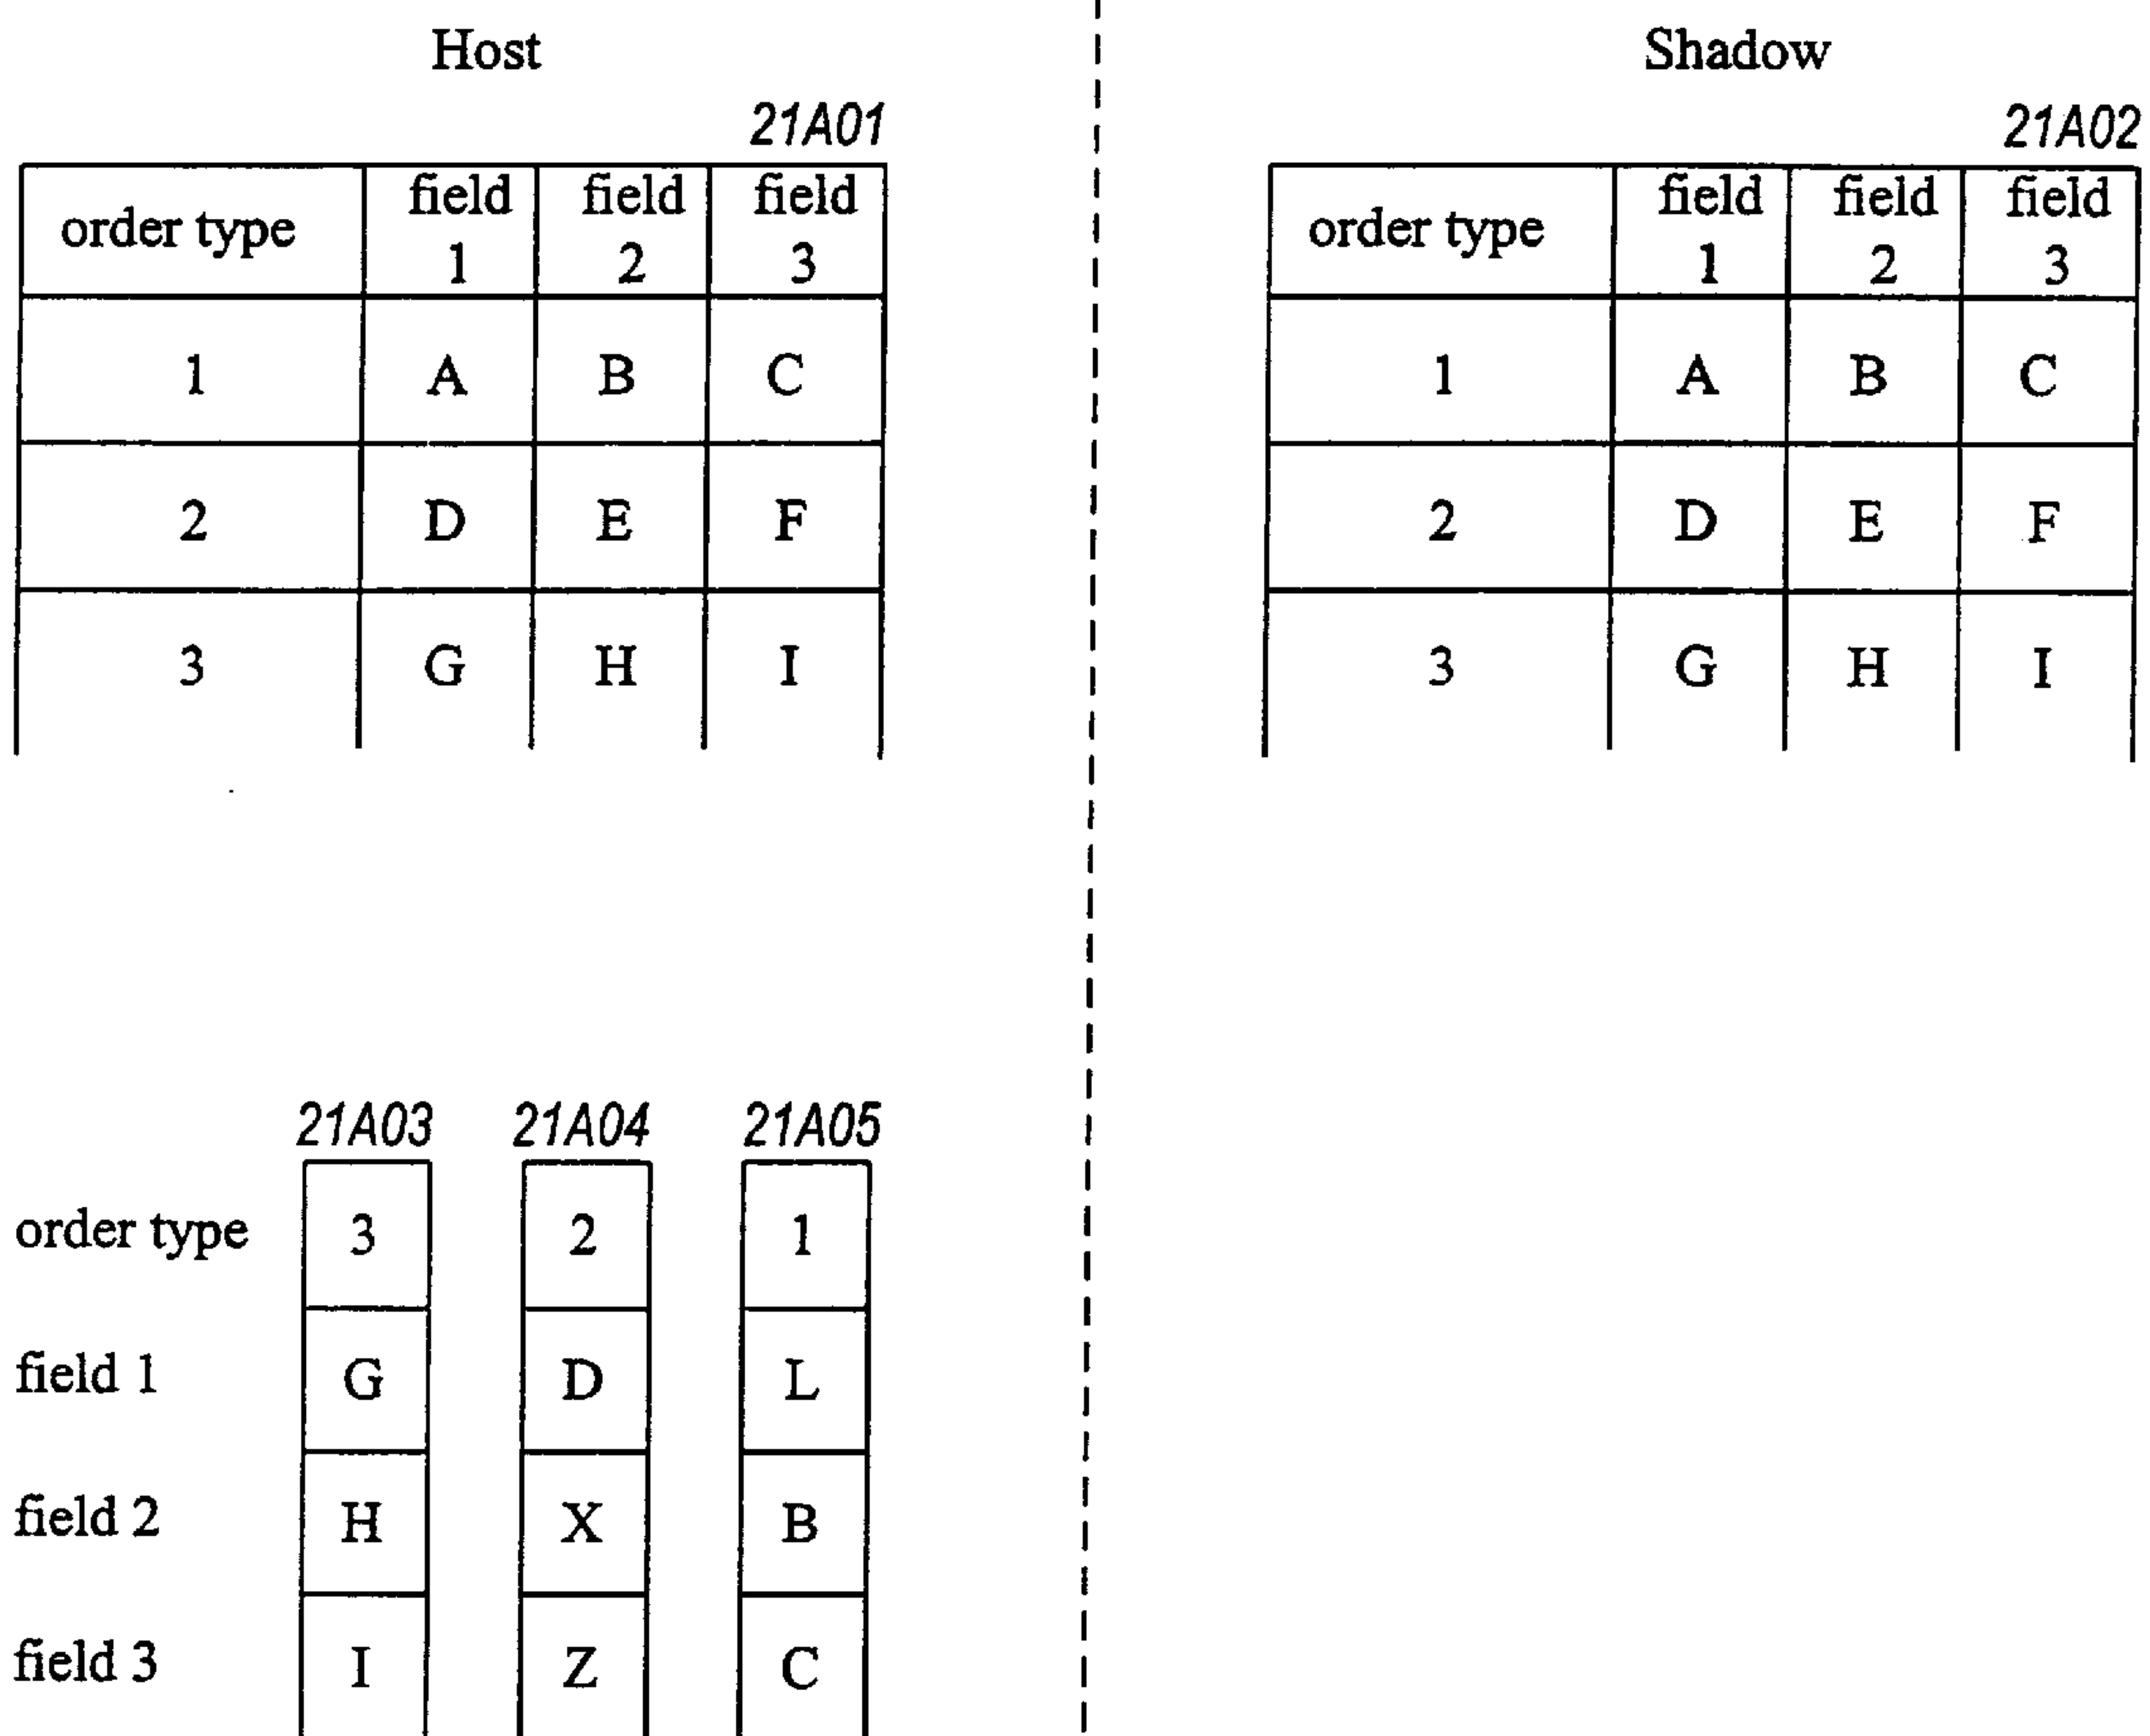 Host
Shadow
21A01
21A02
order type field 1 field 2 field 3
1 A B C
2 D E F
3 G H I
order type field 1 field 2 field 3
1 A B C
2 D E F
3 G H I
21A03 21A04 21A05
order type 3 2 1
field 1 G D L
field 2 H X B
field 3 I Z C